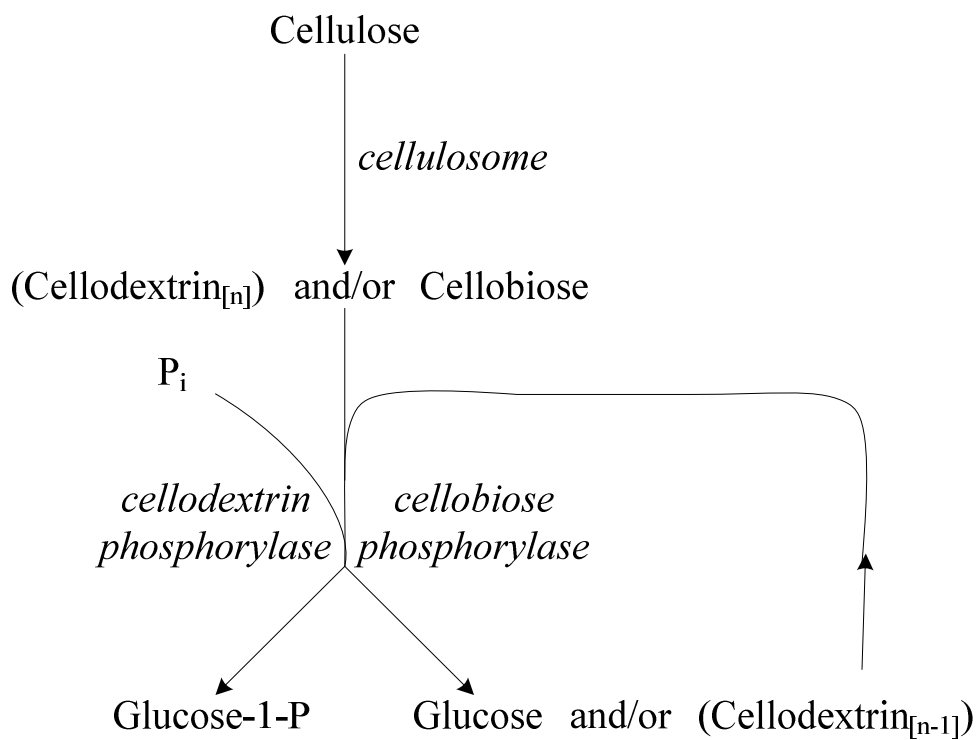 Cellulose
cellulosome
(Cellodextrin[n]) and/or Cellobiose
Pi
cellodextrin
phosphorylase
cellobiose
phosphorylase
Glucose-1-P
Glucose and/or (Cellodextrin[n-1])